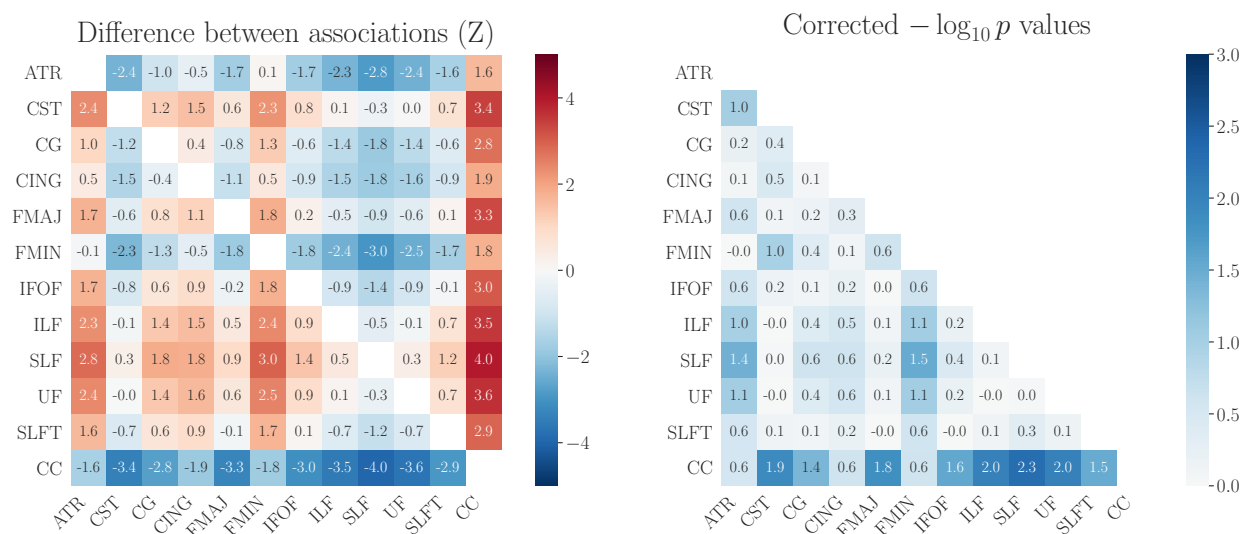 Difference between associations (Z)
ATR -2.4 -1.0 -0.5 -1.7 0.1 -1.7 -2.3 -2.8 -2.4 -1.6 1.6
CST 2.4 1.2 1.5 0.6 2.3 0.8 0.1 -0.3 0.0 0.7 3.4
CG 1.0 -1.2 0.4 -0.8 1.3 -0.6 -1.4 -1.8 -1.4 -0.6 2.8
CING 0.5 -1.5 -0.4 -1.1 0.5 -0.9 -1.5 -1.8 -1.6 -0.9 1.9
FMAJ 1.7 -0.6 0.8 1.1 1.8 0.2 -0.5 -0.9 -0.6 0.1 3.3
FMIN -0.1 -2.3 -1.3 -0.5 -1.8 -1.8 -2.4 -3.0 -2.5 -1.7 1.8
IFOF 1.7 -0.8 0.6 0.9 -0.2 1.8 -0.9 -1.4 -0.9 -0.1 3.0
ILF 2.3 -0.1 1.4 1.5 0.5 2.4 0.9 -0.5 -0.1 0.7 3.5
SLF 2.8 0.3 1.8 1.8 0.9 3.0 1.4 0.5 0.3 1.2 4.0
UF 2.4 -0.0 1.4 1.6 0.6 2.5 0.9 0.1 -0.3 0.7 3.6
SLFT 1.6 -0.7 0.6 0.9 -0.1 1.7 0.1 -0.7 -1.2 -0.7 2.9
CC -1.6 -3.4 -2.8 -1.9 -3.3 -1.8 -3.0 -3.5 -4.0 -3.6 -2.9
ATR CST CG CING FMAJ FMIN IFOF ILF SLF UF SLFT CC
4
2
0
−2
−4
Corrected − log₁₀ p values
ATR
CST 1.0
CG 0.2 0.4
CING 0.1 0.5 0.1
FMAJ 0.6 0.1 0.2 0.3
FMIN -0.0 1.0 0.4 0.1 0.6
IFOF 0.6 0.2 0.1 0.2 0.0 0.6
ILF 1.0 -0.0 0.4 0.5 0.1 1.1 0.2
SLF 1.4 0.0 0.6 0.6 0.2 1.5 0.4 0.1
UF 1.1 -0.0 0.4 0.6 0.1 1.1 0.2 -0.0 0.0
SLFT 0.6 0.1 0.1 0.2 -0.0 0.6 -0.0 0.1 0.3 0.1
CC 0.6 1.9 1.4 0.6 1.8 0.6 1.6 2.0 2.3 2.0 1.5
ATR CST CG CING FMAJ FMIN IFOF ILF SLF UF SLFT CC
3.0
2.5
2.0
1.5
1.0
0.5
0.0